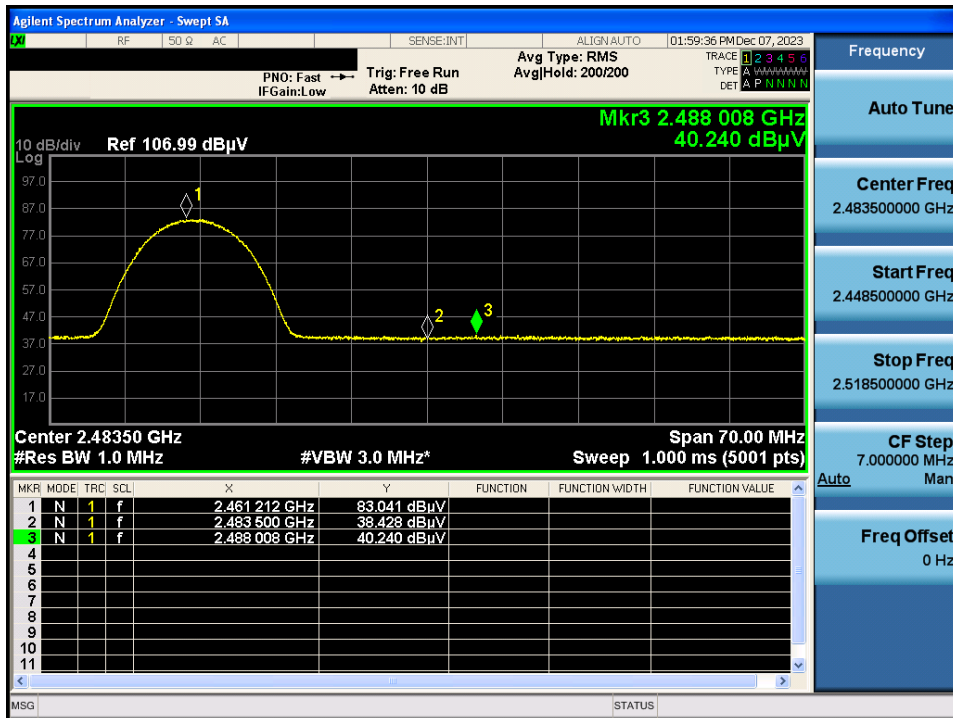 Agilent Spectrum Analyzer - Swept SA
LXI RF 50 Ω AC SENSE:INT ALIGN AUTO 01:59:36 PM Dec 07, 2023
Frequency
PNO: Fast Trig: Free Run Avg Type: RMS TRACE 1 2 3 4 5 6
IFGain:Low Atten: 10 dB Avg|Hold: 200/200 TYPE A WWWWW
DET A P N N N N
Auto Tune
Mkr3 2.488 008 GHz
40.240 dBµV
10 dB/div Ref 106.99 dBµV
Log
97.0
87.0
77.0
67.0
57.0
47.0
37.0
27.0
17.0
1
2
3
Center 2.48350 GHz Span 70.00 MHz
#Res BW 1.0 MHz #VBW 3.0 MHz* Sweep 1.000 ms (5001 pts)
Center Freq
2.483500000 GHz
Start Freq
2.448500000 GHz
Stop Freq
2.518500000 GHz
CF Step
7.000000 MHz
Auto Man
Freq Offset
0 Hz
MKR MODE TRC SCL X Y FUNCTION FUNCTION WIDTH FUNCTION VALUE
1 N 1 f 2.461 212 GHz 83.041 dBµV
2 N 1 f 2.483 500 GHz 38.428 dBµV
3 N 1 f 2.488 008 GHz 40.240 dBµV
4
5
6
7
8
9
10
11
MSG STATUS